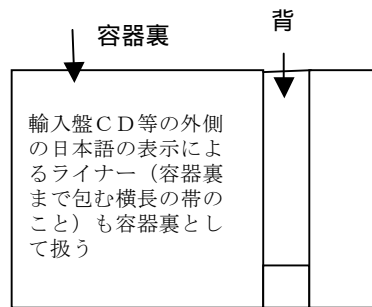 容器裏
背
輸入盤ＣＤ等の外側
の日本語の表示によ
るライナー（容器裏
まで包む横長の帯の
こと）も容器裏とし
て扱う